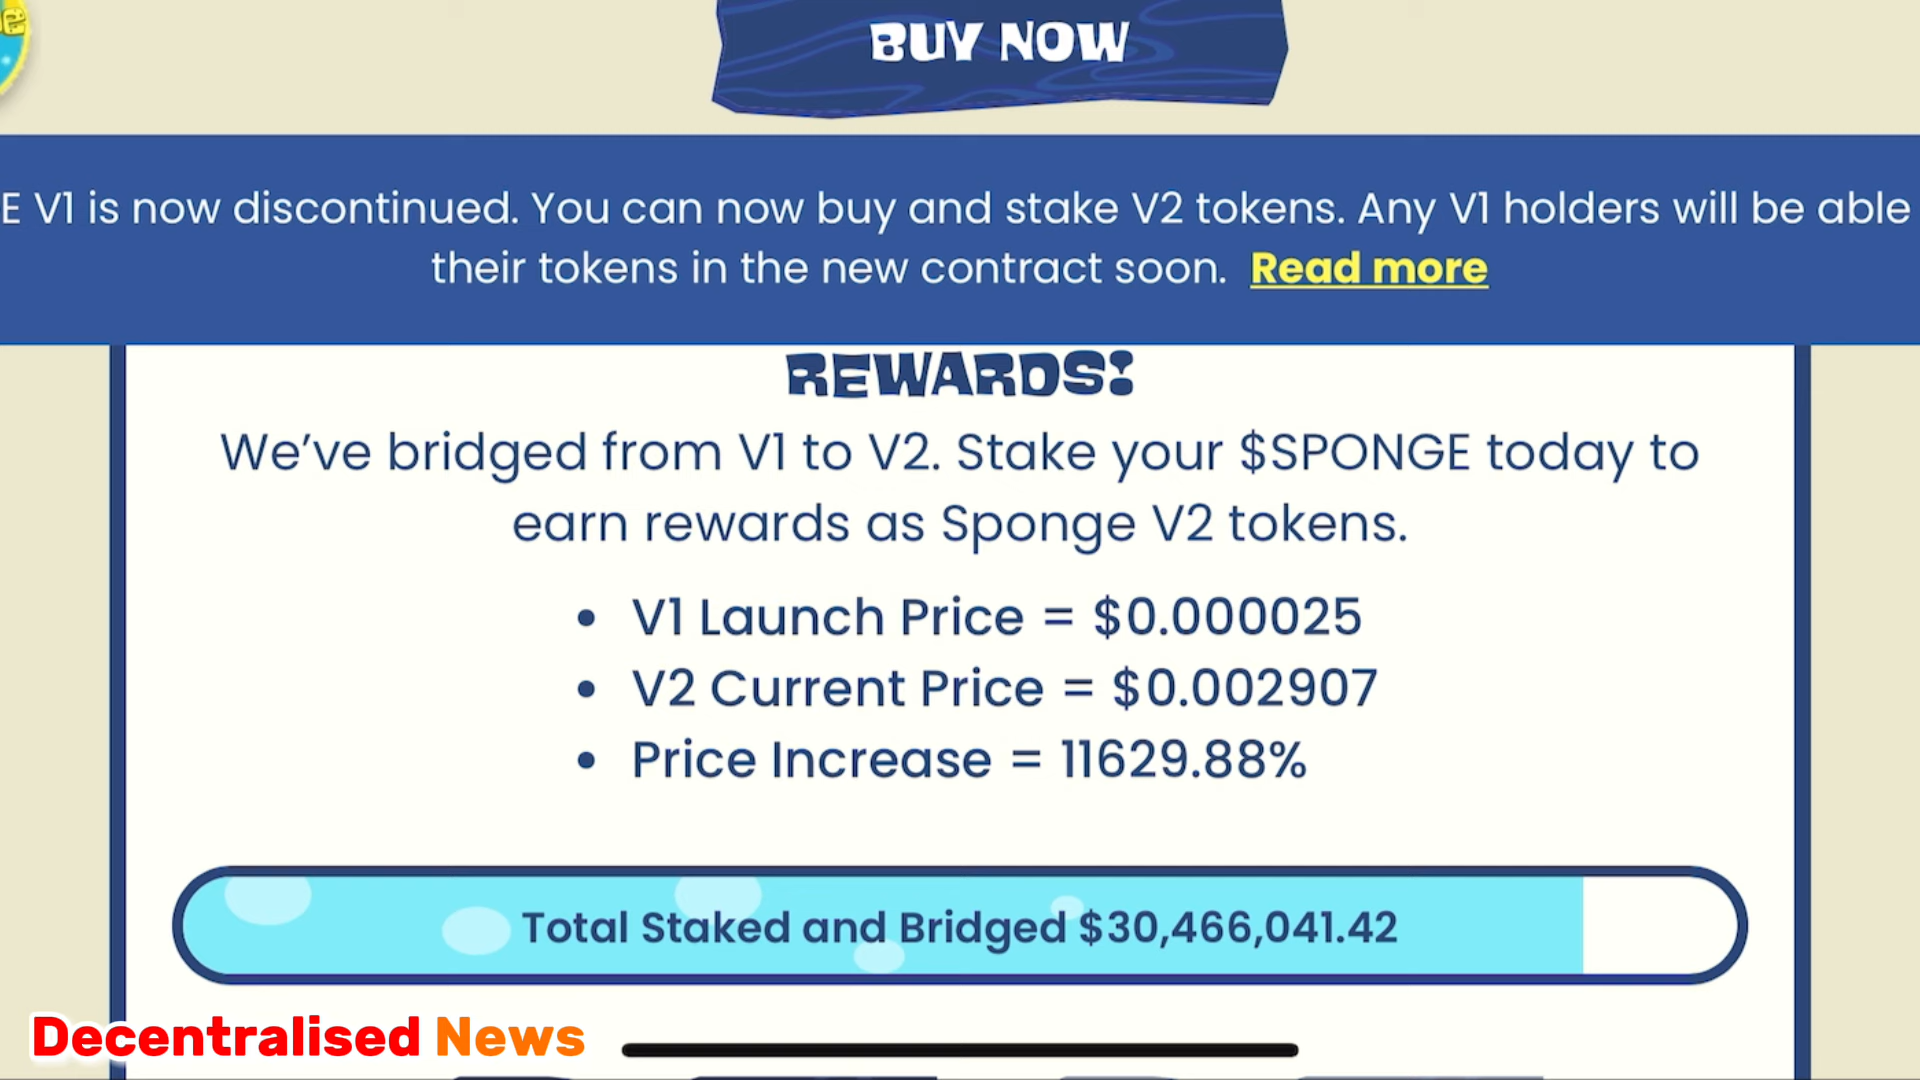 BUY NOW
E V1 is now discontinued. You can now buy and stake V2 tokens. Any V1 holders will be able
their tokens in the new contract soon. Read more
REWARDS!
We've bridged from V1 to V2. Stake your $SPONGE today to
earn rewards as Sponge V2 tokens.
• V1 Launch Price = $0.000025
• V2 Current Price = $0.002907
• Price Increase = 11629.88%
Total Staked and Bridged $30,466,041.42
Decentralised News